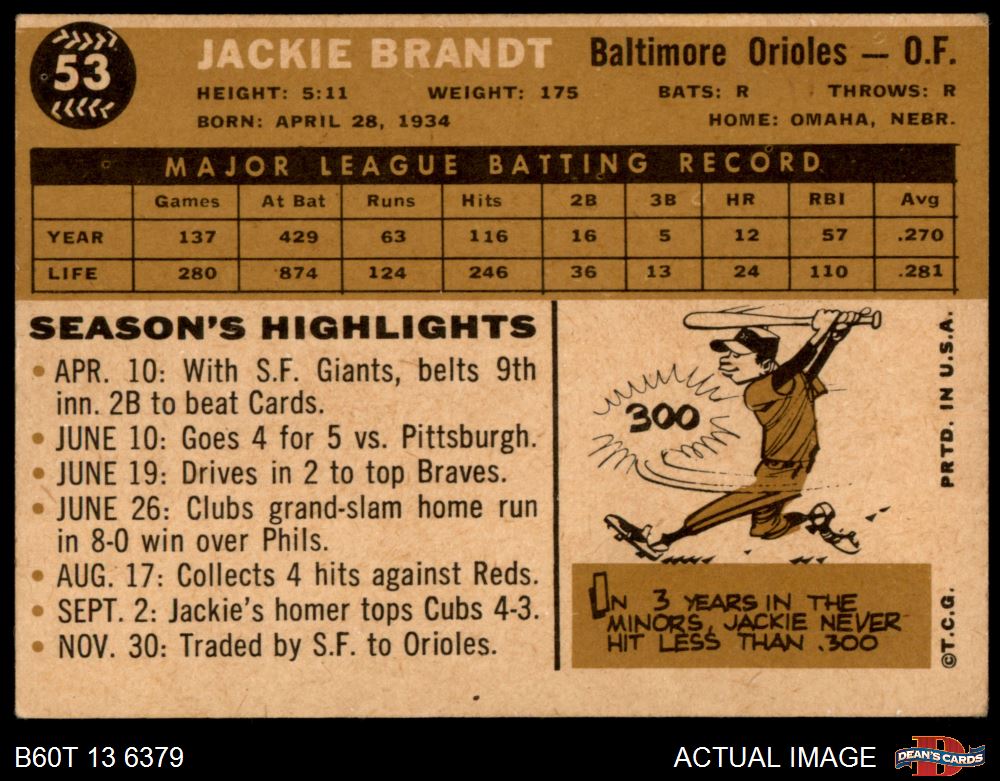 53
JACKIE BRANDT Baltimore Orioles — O.F.
HEIGHT: 5:11 WEIGHT: 175 BATS: R THROWS: R
BORN: APRIL 28, 1934 HOME: OMAHA, NEBR.
MAJOR LEAGUE BATTING RECORD
Games At Bat Runs Hits 2B 3B HR RBI Avg
YEAR 137 429 63 116 16 5 12 57 .270
LIFE 280 874 124 246 36 13 24 110 .281
SEASON'S HIGHLIGHTS
• APR. 10: With S.F. Giants, belts 9th
inn. 2B to beat Cards.
• JUNE 10: Goes 4 for 5 vs. Pittsburgh.
• JUNE 19: Drives in 2 to top Braves.
• JUNE 26: Clubs grand-slam home run
in 8-0 win over Phils.
• AUG. 17: Collects 4 hits against Reds.
• SEPT. 2: Jackie's homer tops Cubs 4-3.
• NOV. 30: Traded by S.F. to Orioles.
300
IN 3 YEARS IN THE
MINORS, JACKIE NEVER
HIT LESS THAN .300
©T.C.G. PRTD. IN U.S.A.
B60T 13 6379 ACTUAL IMAGE
DEAN'S CARDS